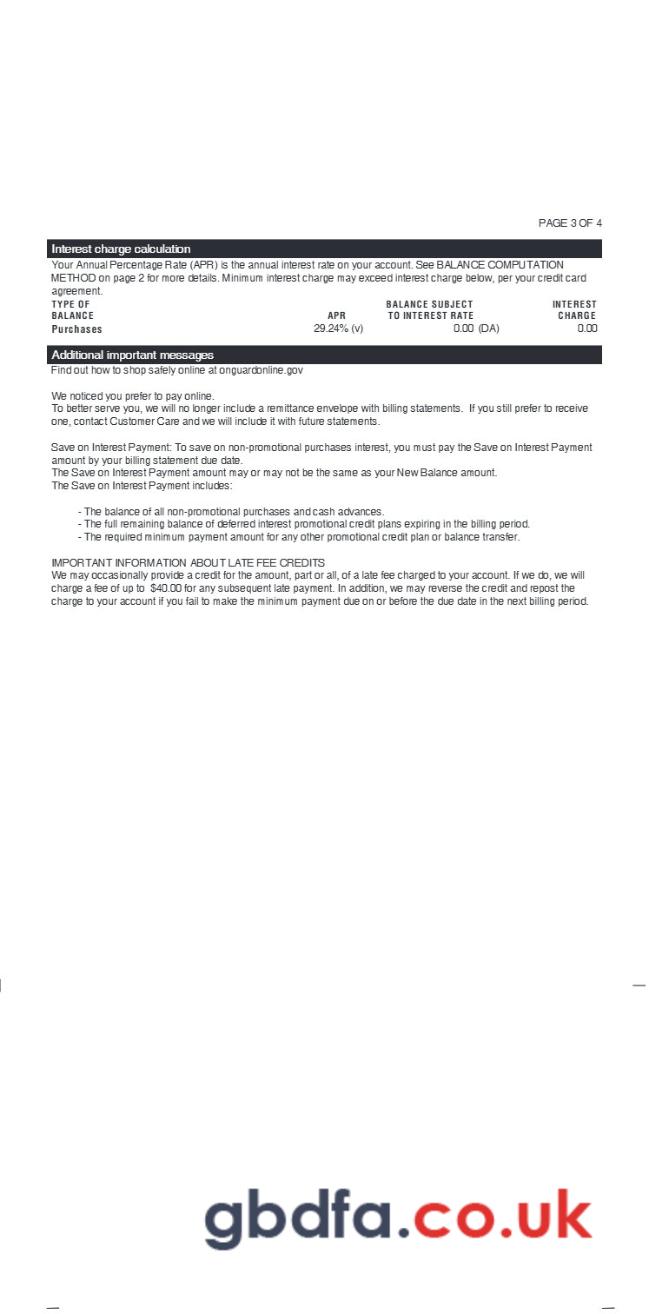 PAGE 3 OF 4
Interest charge calculation
Your Annual Percentage Rate (APR) is the annual interest rate on your account. See BALANCE COMPUTATION
METHOD on page 2 for more details. Minimum interest charge may exceed interest charge below, per your credit card
agreement.
TYPE OF BALANCE SUBJECT INTEREST
BALANCE APR TO INTEREST RATE CHARGE
Purchases 29.24% (v) 0.00 (DA) 0.00
Additional important messages
Find out how to shop safely online at onguardonline.gov
We noticed you prefer to pay online.
To better serve you, we will no longer include a remittance envelope with billing statements. If you still prefer to receive
one, contact Customer Care and we will include it with future statements.
Save on Interest Payment: To save on non-promotional purchases interest, you must pay the Save on Interest Payment
amount by your billing statement due date.
The Save on Interest Payment amount may or may not be the same as your New Balance amount.
The Save on Interest Payment includes:
- The balance of all non-promotional purchases and cash advances.
- The full remaining balance of deferred interest promotional credit plans expiring in the billing period.
- The required minimum payment amount for any other promotional credit plan or balance transfer.
IMPORTANT INFORMATION ABOUT LATE FEE CREDITS
We may occasionally provide a credit for the amount, part or all, of a late fee charged to your account. If we do, we will
charge a fee of up to $40.00 for any subsequent late payment. In addition, we may reverse the credit and repost the
charge to your account if you fail to make the minimum payment due on or before the due date in the next billing period.
gbdfa.co.uk